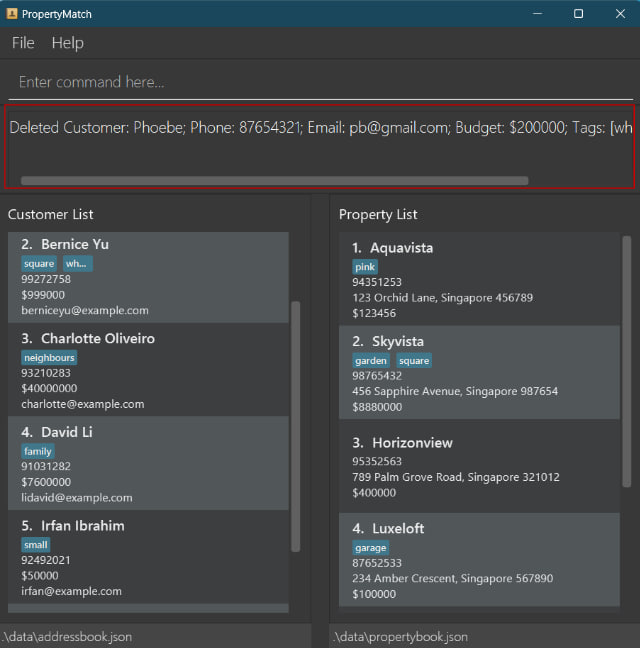 PropertyMatch
File Help
Enter command here...
Deleted Customer: Phoebe; Phone: 87654321; Email: pb@gmail.com; Budget: $200000; Tags: [wh
Customer List
2. Bernice Yu
square wh...
99272758
$999000
berniceyu@example.com
3. Charlotte Oliveiro
neighbours
93210283
$40000000
charlotte@example.com
4. David Li
family
91031282
$7600000
lidavid@example.com
5. Irfan Ibrahim
small
92492021
$50000
irfan@example.com
.\data\addressbook.json
Property List
1. Aquavista
pink
94351253
123 Orchid Lane, Singapore 456789
$123456
2. Skyvista
garden square
98765432
456 Sapphire Avenue, Singapore 987654
$8880000
3. Horizonview
95352563
789 Palm Grove Road, Singapore 321012
$400000
4. Luxeloft
garage
87652533
234 Amber Crescent, Singapore 567890
$100000
.\data\propertybook.json